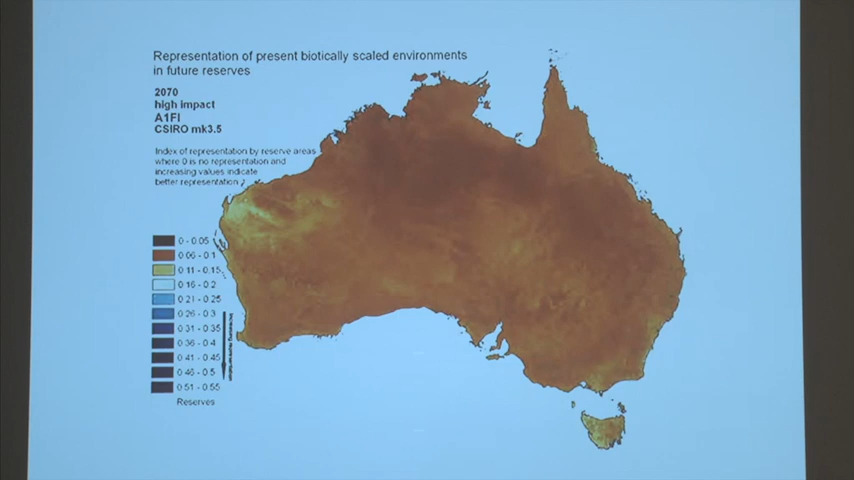 Representation of present biotically scaled environments
in future reserves
2070
high impact
A1FI
CSIRO mk3.5
Index of representation by reserve areas
where 0 is no representation and
increasing values indicate
better representation
0 - 0.05
0.06 - 0.1
0.11 - 0.15
0.16 - 0.2
0.21 - 0.25
0.26 - 0.3
0.31 - 0.35
0.36 - 0.4
0.41 - 0.45
0.46 - 0.5
0.51 - 0.55
Reserves